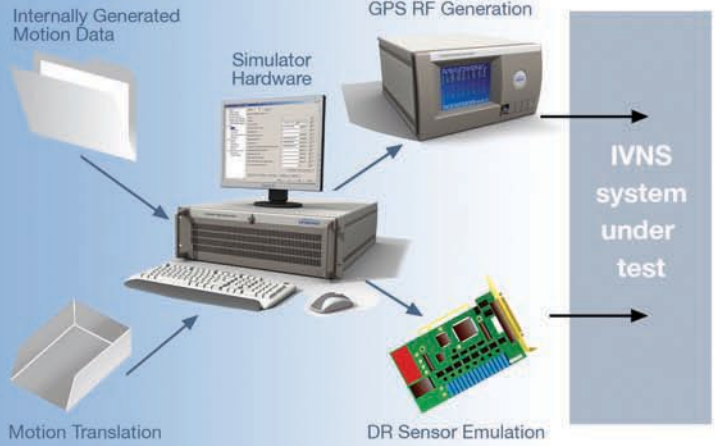 Internally Generated
Motion Data
GPS RF Generation
Simulator
Hardware
IVNS
system
under
test
Motion Translation
DR Sensor Emulation